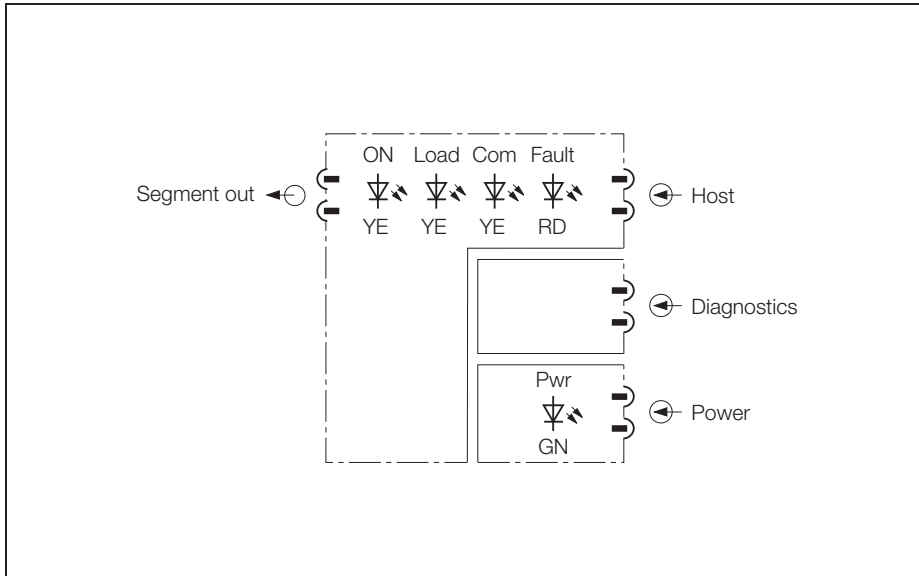 ON Load Com Fault
Segment out
Host
YE YE YE RD
Diagnostics
Pwr
Power
GN